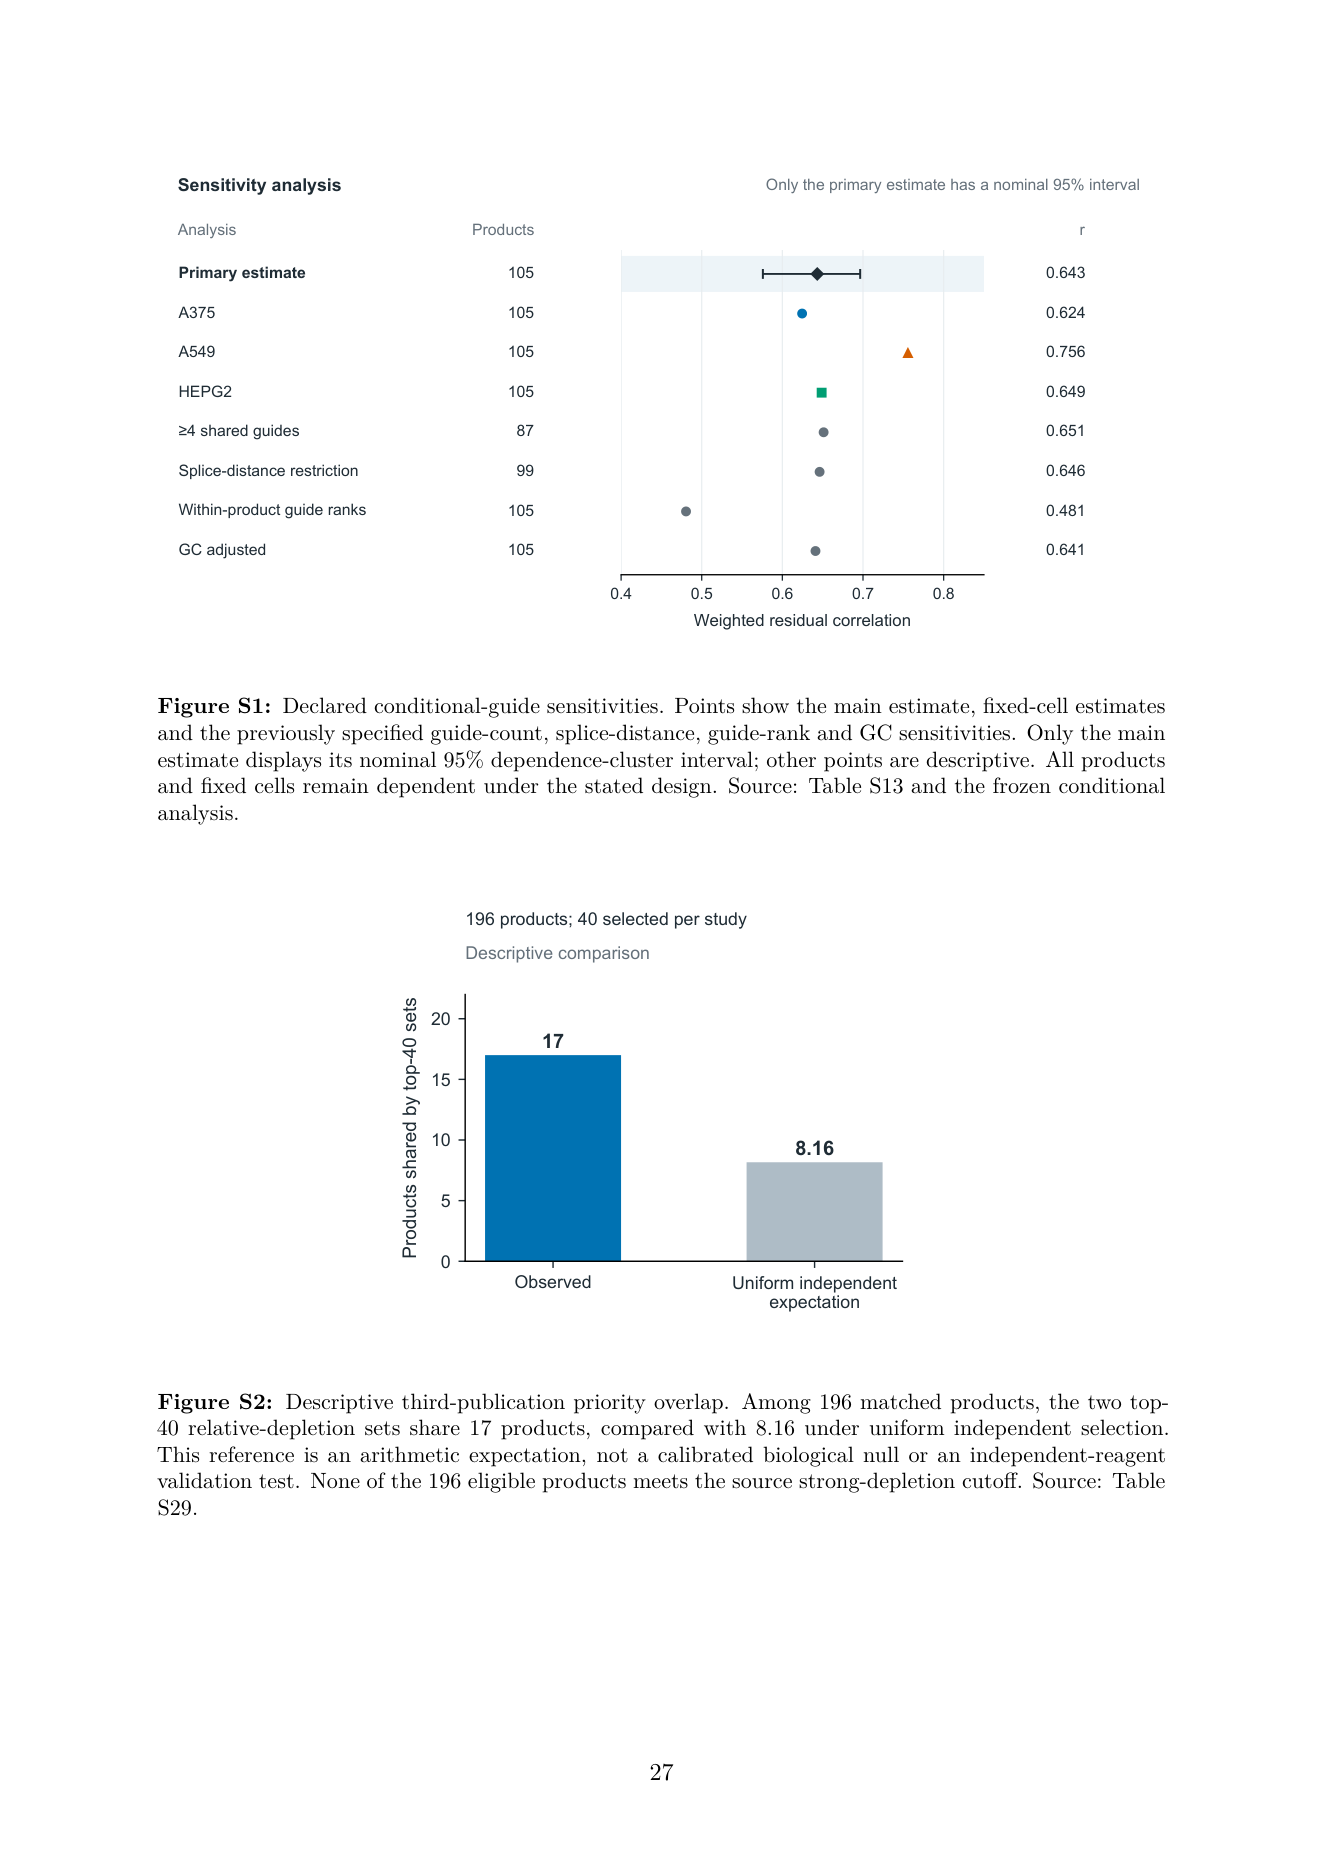 Sensitivity analysis    Only the primary estimate has a nominal 95% interval
Analysis    Products    r
Primary estimate    105    0.643
A375    105    0.624
A549    105    0.756
HEPG2    105    0.649
≥4 shared guides    87    0.651
Splice-distance restriction    99    0.646
Within-product guide ranks    105    0.481
GC adjusted    105    0.641
0.4    0.5    0.6    0.7    0.8
Weighted residual correlation
Figure S1: Declared conditional-guide sensitivities. Points show the main estimate, fixed-cell estimates
and the previously specified guide-count, splice-distance, guide-rank and GC sensitivities. Only the main
estimate displays its nominal 95% dependence-cluster interval; other points are descriptive. All products
and fixed cells remain dependent under the stated design. Source: Table S13 and the frozen conditional
analysis.
196 products; 40 selected per study
Descriptive comparison
Products shared by top-40 sets
20
15
10
5
0
17
8.16
Observed
Uniform independent
expectation
Figure S2: Descriptive third-publication priority overlap. Among 196 matched products, the two top-
40 relative-depletion sets share 17 products, compared with 8.16 under uniform independent selection.
This reference is an arithmetic expectation, not a calibrated biological null or an independent-reagent
validation test. None of the 196 eligible products meets the source strong-depletion cutoff. Source: Table
S29.
27